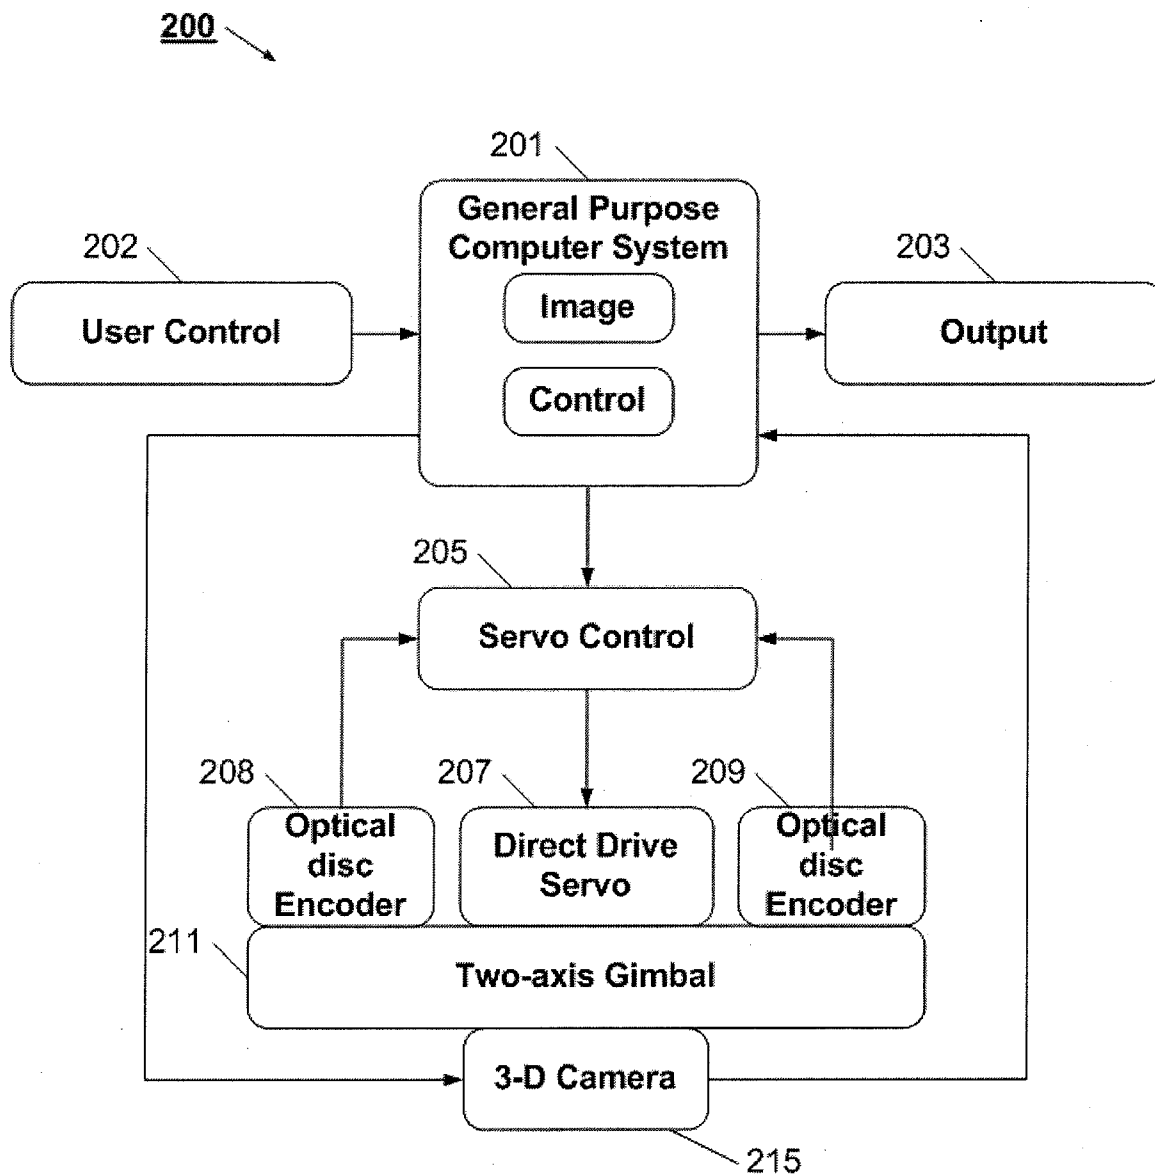 200
201
General Purpose
Computer System
202
203
Image
User Control
Output
Control
205
Servo Control
208
207
209
Optical
disc
Encoder
Direct Drive
Servo
Optical
disc
Encoder
211
Two-axis Gimbal
3-D Camera
215